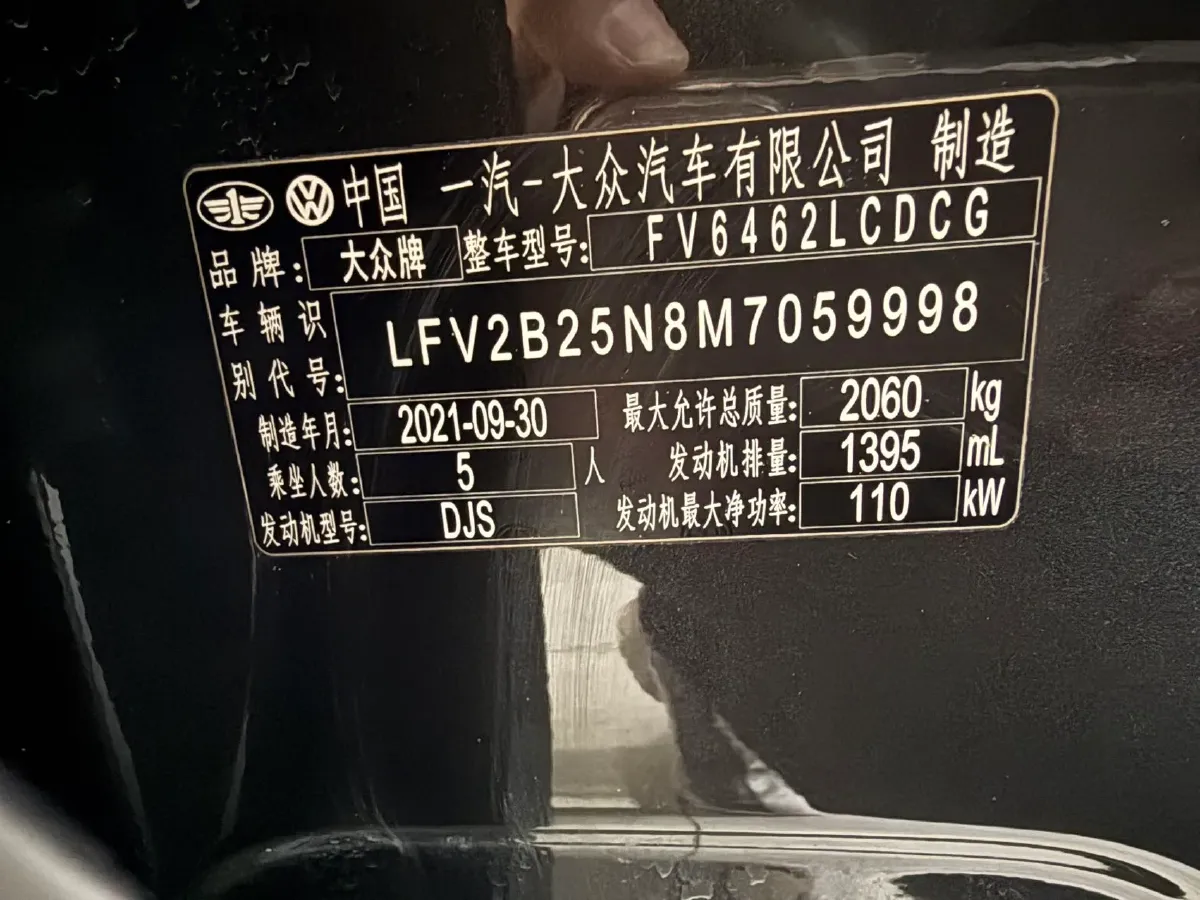 中国 一汽-大众汽车有限公司 制造
品牌: 大众牌 整车型号: FV6462LCDCG
车辆识别代号: LFV2B25N8M7059998
制造年月: 2021-09-30 最大允许总质量: 2060 kg
乘坐人数: 5 人 发动机排量: 1395 mL
发动机型号: DJS 发动机最大净功率: 110 kW